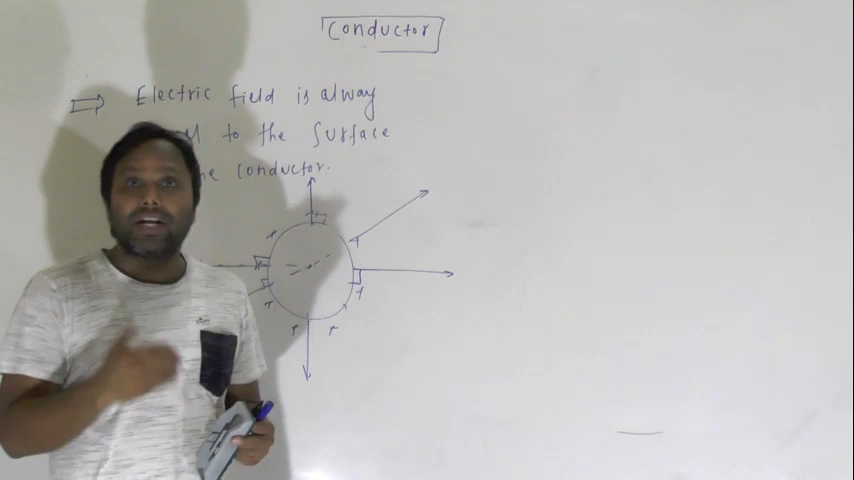 Conductor
Electric field is alway
to the surface
conductor.